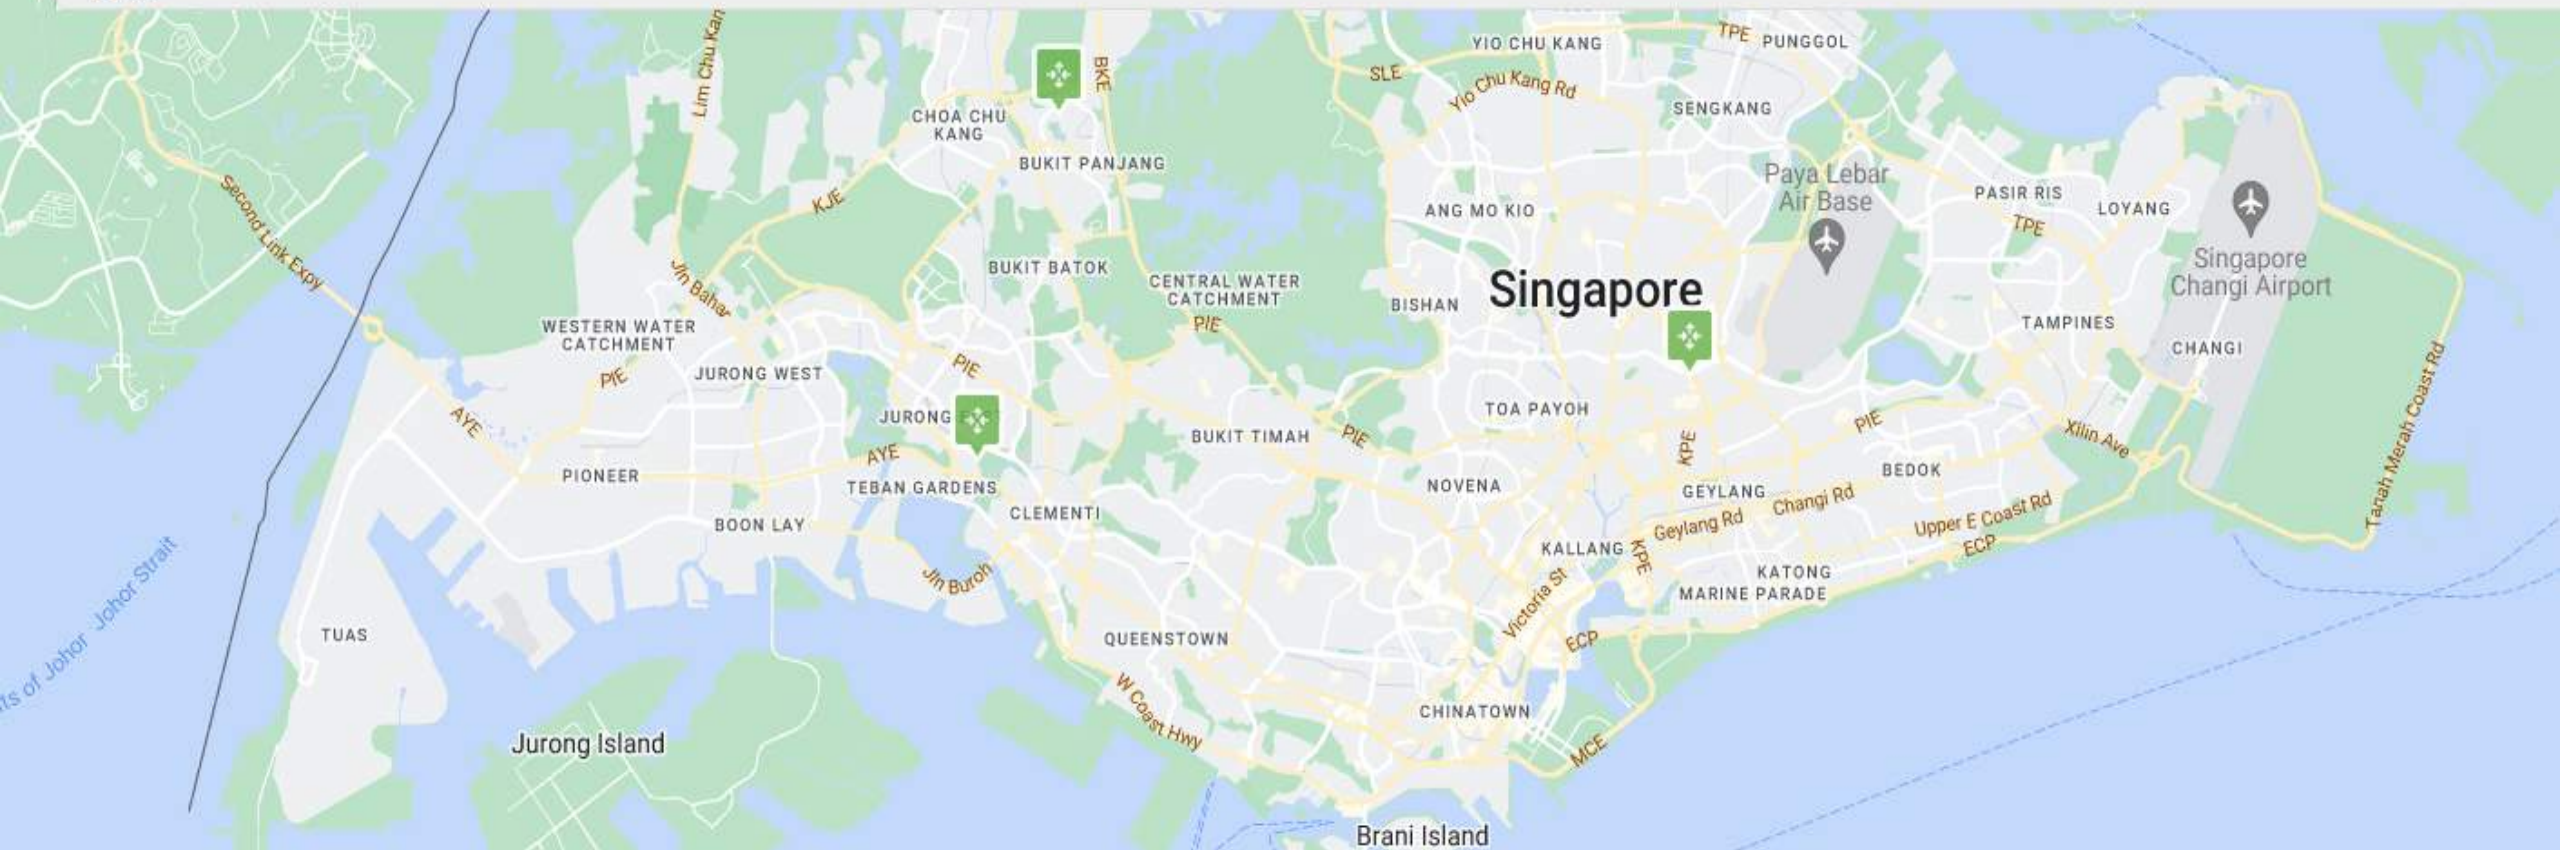 Lim Chu Kan
BKE
YIO CHU KANG
TPE
PUNGGOL
SLE
Yio Chu Kang Rd
SENGKANG
CHOA CHU
KANG
BUKIT PANJANG
Paya Lebar
Air Base
PASIR RIS
LOYANG
TPE
KJE
ANG MO KIO
Second Link Expy
Jln Bahar
BUKIT BATOK
CENTRAL WATER
CATCHMENT
PIE
BISHAN
Singapore
Singapore
Changi Airport
WESTERN WATER
CATCHMENT
PIE
JURONG WEST
PIE
TAMPINES
CHANGI
AYE
JURONG
AYE
TOA PAYOH
BUKIT TIMAH
PIE
KPE
PIE
Xilin Ave
Tanah Merah Coast Rd
PIONEER
TEBAN GARDENS
NOVENA
GEYLANG
BEDOK
Changi Rd
Geylang Rd
Upper E Coast Rd
ECP
BOON LAY
CLEMENTI
KALLANG
KPE
Jln Buroh
KATONG
MARINE PARADE
Victoria St
ECP
TUAS
QUEENSTOWN
ts of Johor Johor Strait
W Coast Hwy
CHINATOWN
MCE
Jurong Island
Brani Island